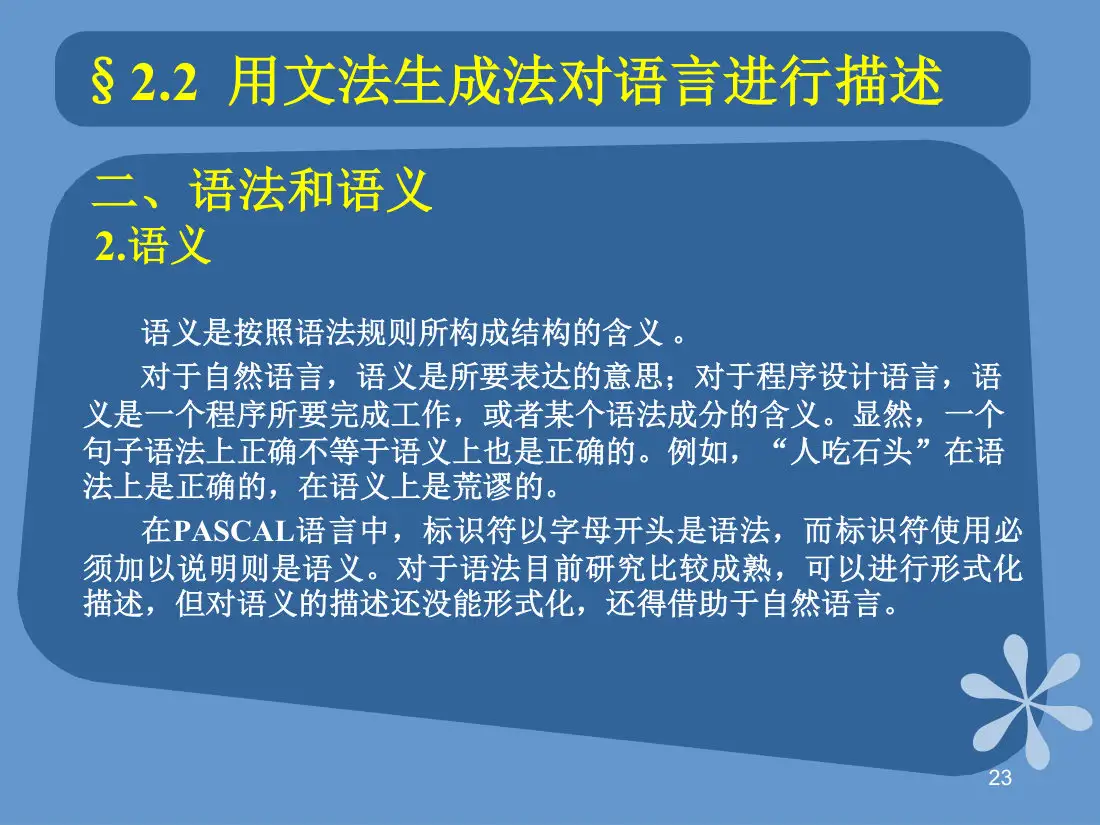 §2.2 用文法生成法对语言进行描述
二、语法和语义
2.语义
语义是按照语法规则所构成结构的含义 。
对于自然语言，语义是所要表达的意思；对于程序设计语言，语
义是一个程序所要完成工作，或者某个语法成分的含义。显然，一个
句子语法上正确不等于语义上也是正确的。例如，“人吃石头”在语
法上是正确的，在语义上是荒谬的。
在PASCAL语言中，标识符以字母开头是语法，而标识符使用必
须加以说明则是语义。对于语法目前研究比较成熟，可以进行形式化
描述，但对语义的描述还没能形式化，还得借助于自然语言。
23